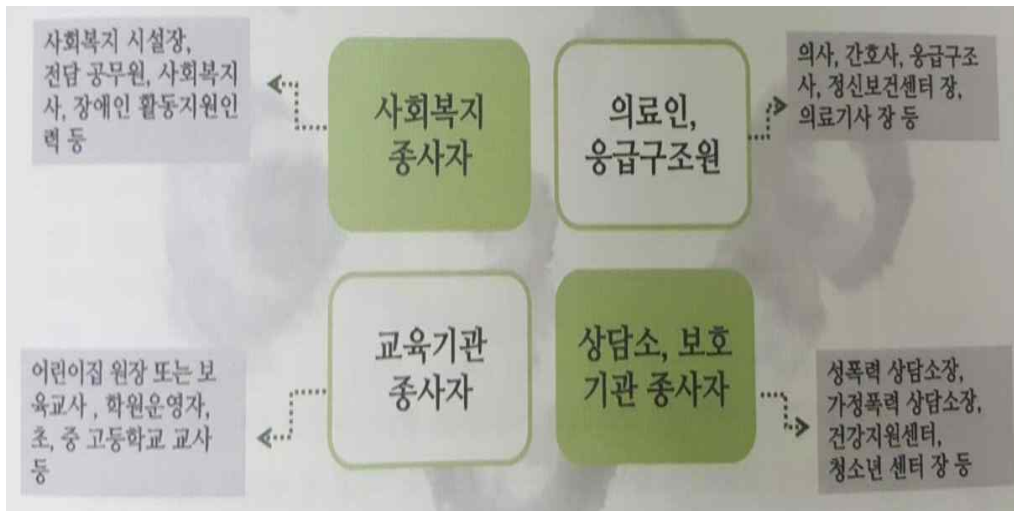 사회복지 시설장,
전담 공무원, 사회복지
사, 장애인 활동지원인
력 등
사회복지
종사자
의료인,
응급구조원
의사, 간호사, 응급구조
사, 정신보건센터 장,
의료기사 장 등
어린이집 원장 또는 보
육교사 , 학원운영자,
초, 중 고등학교 교사
등
교육기관
종사자
상담소, 보호
기관 종사자
성폭력 상담소장,
가정폭력 상담소장,
건강지원센터,
청소년 센터 장 등